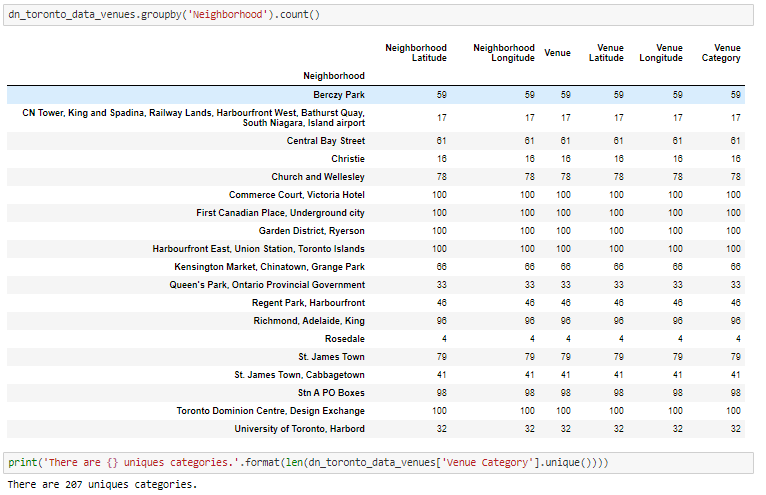 dn_toronto_data_venues.groupby('Neighborhood').count()
Neighborhood Latitude Neighborhood Longitude Venue Venue Latitude Venue Longitude Venue Category
Neighborhood
Berczy Park 59 59 59 59 59 59
CN Tower, King and Spadina, Railway Lands, Harbourfront West, Bathurst Quay,
South Niagara, Island airport 17 17 17 17 17 17
Central Bay Street 61 61 61 61 61 61
Christie 16 16 16 16 16 16
Church and Wellesley 78 78 78 78 78 78
Commerce Court, Victoria Hotel 100 100 100 100 100 100
First Canadian Place, Underground city 100 100 100 100 100 100
Garden District, Ryerson 100 100 100 100 100 100
Harbourfront East, Union Station, Toronto Islands 100 100 100 100 100 100
Kensington Market, Chinatown, Grange Park 66 66 66 66 66 66
Queen's Park, Ontario Provincial Government 33 33 33 33 33 33
Regent Park, Harbourfront 46 46 46 46 46 46
Richmond, Adelaide, King 96 96 96 96 96 96
Rosedale 4 4 4 4 4 4
St. James Town 79 79 79 79 79 79
St. James Town, Cabbagetown 41 41 41 41 41 41
Stn A PO Boxes 98 98 98 98 98 98
Toronto Dominion Centre, Design Exchange 100 100 100 100 100 100
University of Toronto, Harbord 32 32 32 32 32 32
print('There are {} uniques categories.'.format(len(dn_toronto_data_venues['Venue Category'].unique())))
There are 207 uniques categories.